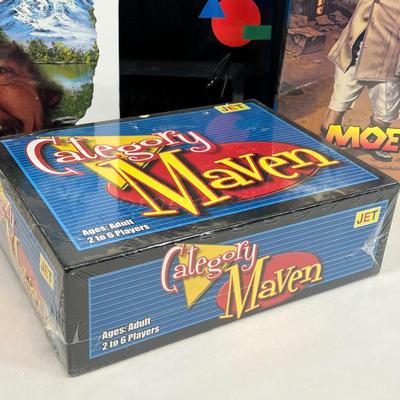 JET
Category
Maven
Ages: Adult
2 to 6 Players
Category
Maven
JET
Ages: Adult
2 to 6 Players
MOE